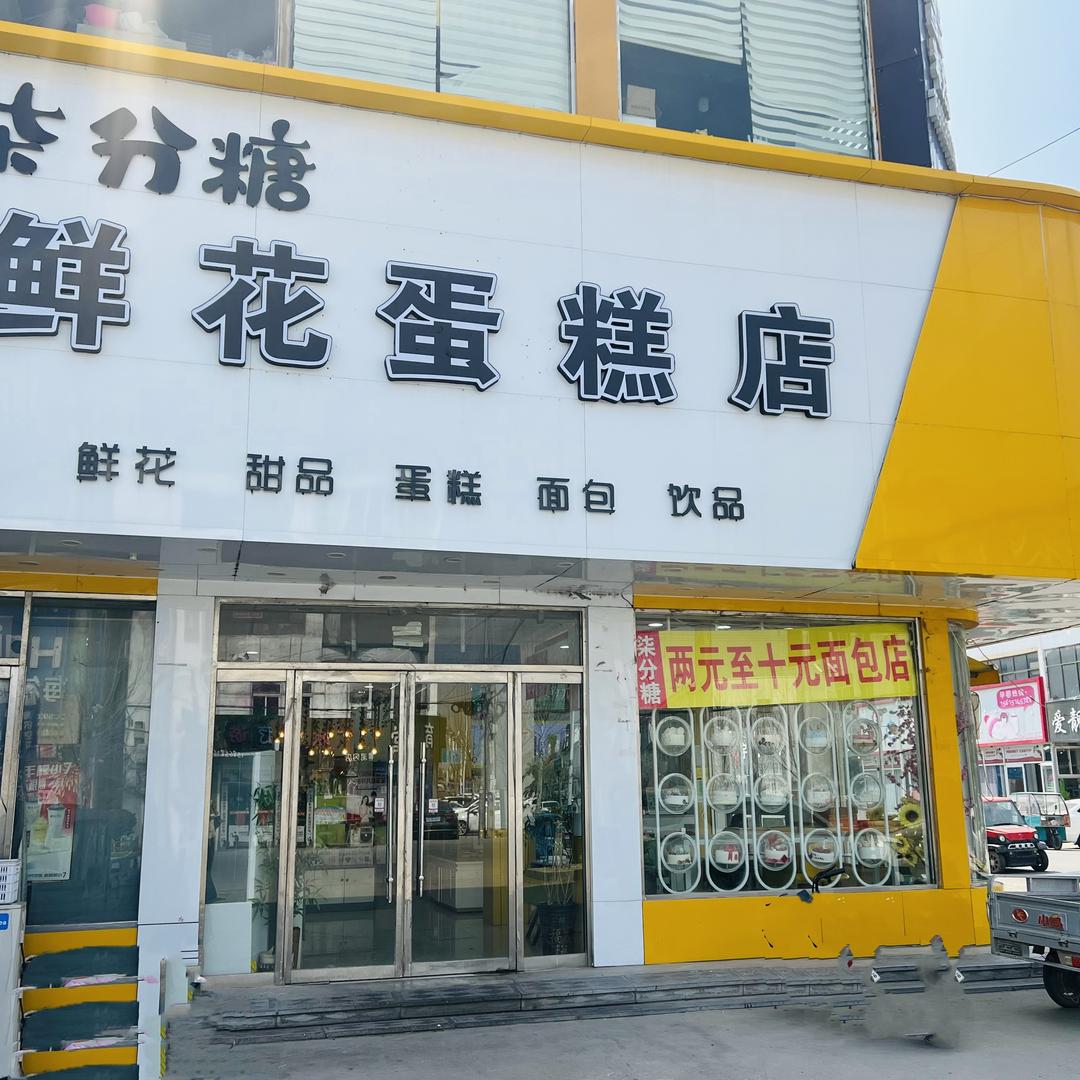 柒分糖
鲜花蛋糕店
鲜花 甜品 蛋糕 面包 饮品
柒分糖 两元至十元面包店